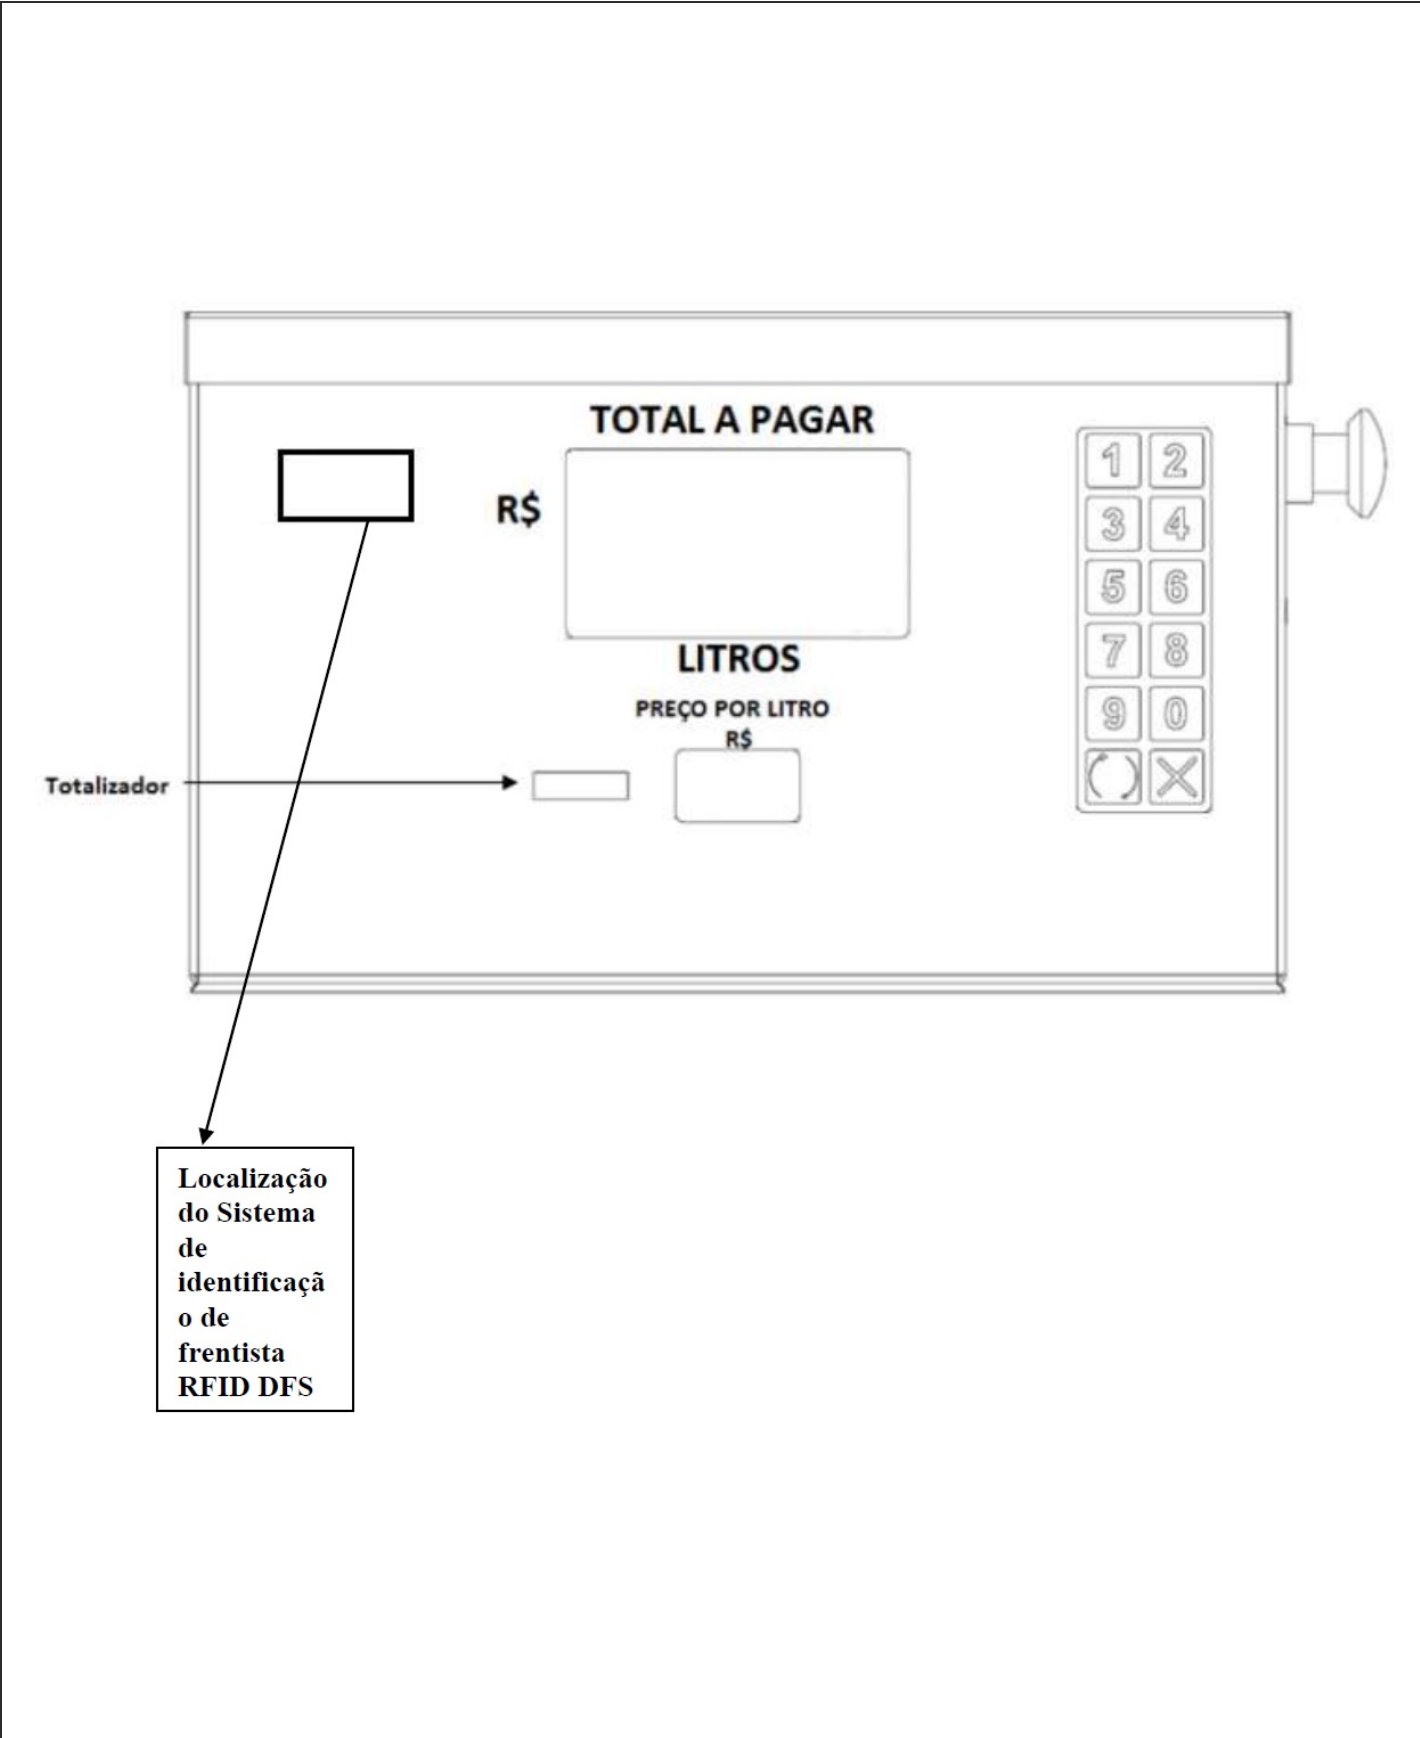 TOTAL A PAGAR
R$
LITROS
PREÇO POR LITRO
R$
Totalizador
1 2
3 4
5 6
7 8
9 0
Localização
do Sistema
de
identificaçã
o de
frentista
RFID DFS